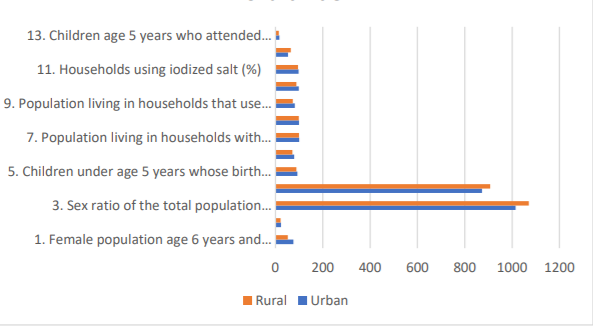 13. Children age 5 years who attended...
11. Households using iodized salt (%)
9. Population living in households that use...
7. Population living in households with...
5. Children under age 5 years whose birth...
3. Sex ratio of the total population...
1. Female population age 6 years and...
0 200 400 600 800 1000 1200
Rural Urban